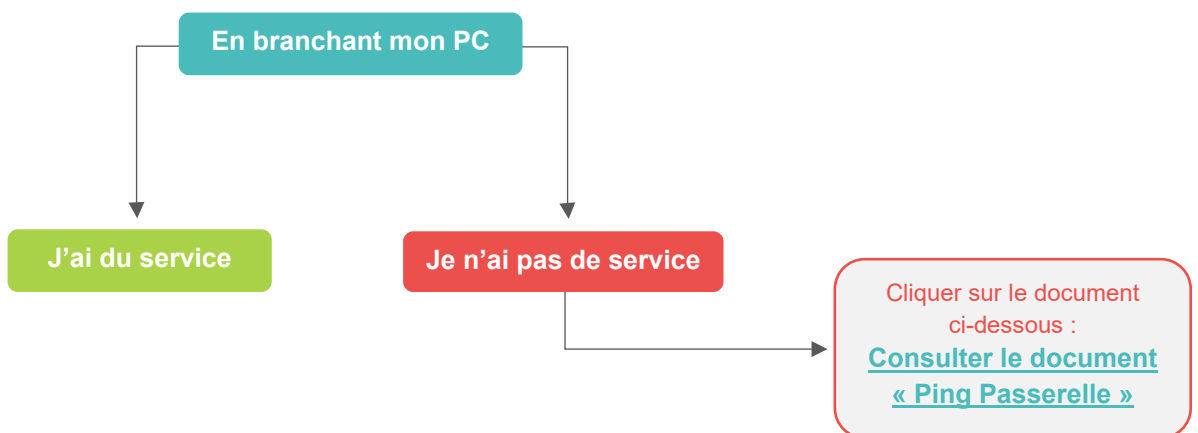 En branchant mon PC
J’ai du service
Je n’ai pas de service
Cliquer sur le document
ci-dessous :
Consulter le document
« Ping Passerelle »